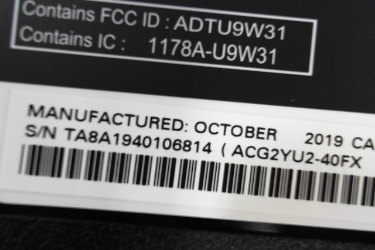 Contains FCC ID : ADTU9W31
Contains IC : 1178A-U9W31
MANUFACTURED: OCTOBER 2019 CA
S/N TA8A1940106814 ( ACG2YU2-40FX